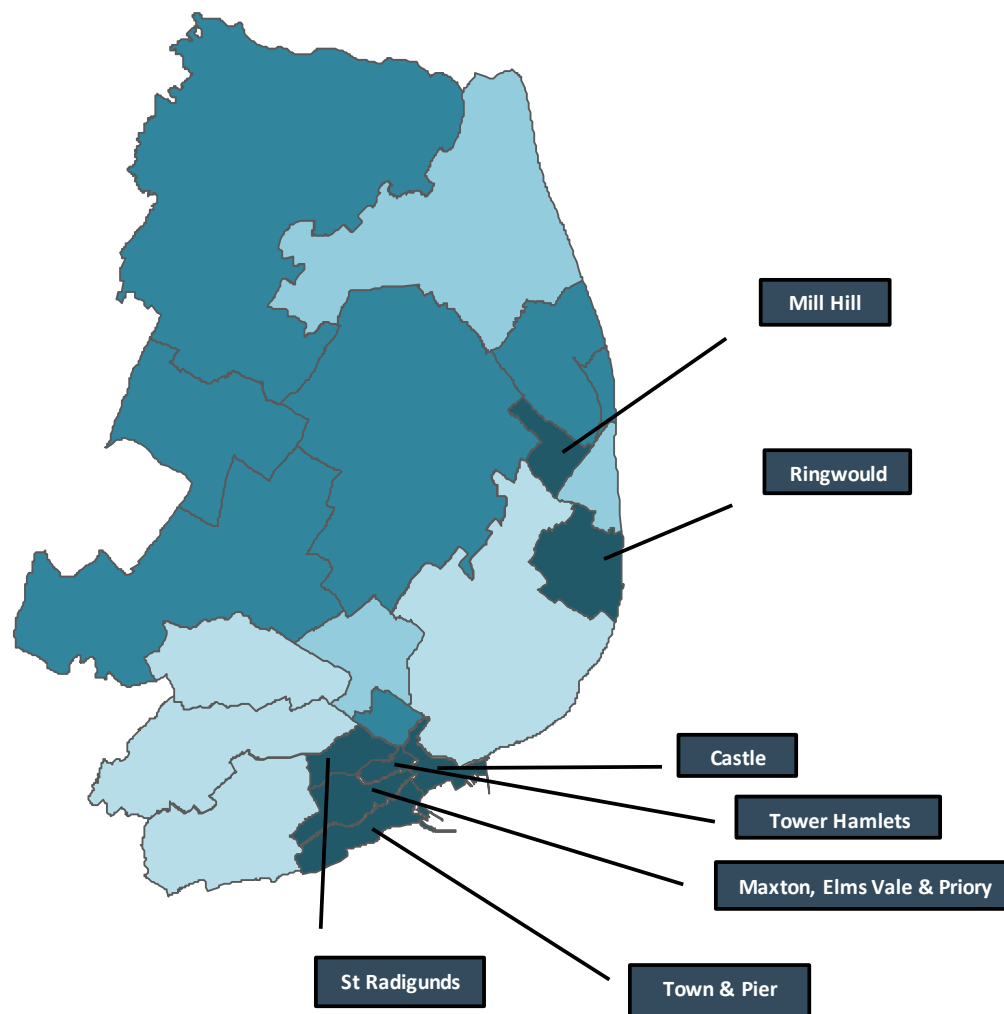 Mill Hill
Ringwould
Castle
Tower Hamlets
Maxton, Elms Vale & Priory
St Radigunds
Town & Pier